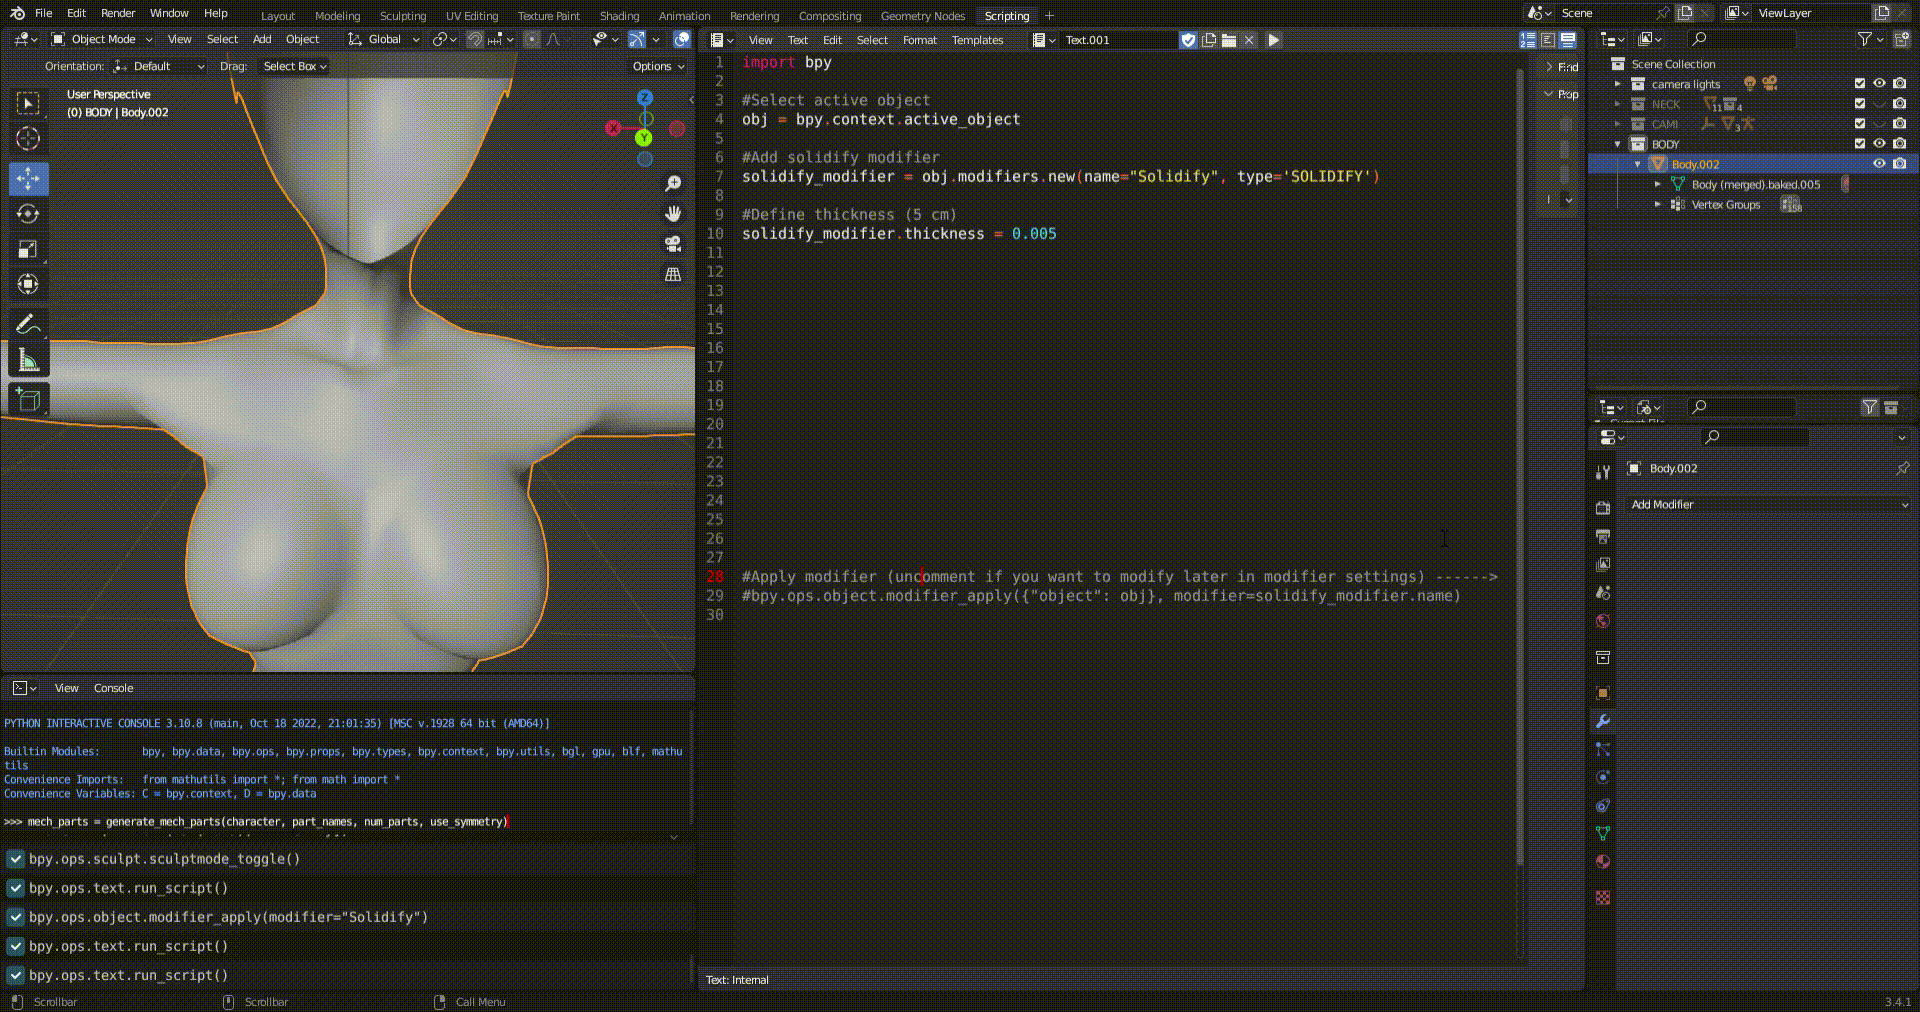 File Edit Render Window Help
Layout Modeling Sculpting UV Editing Texture Paint Shading Animation Rendering Compositing Geometry Nodes Scripting +
Scene
ViewLayer
Object Mode View Select Add Object Global
View Text Edit Select Format Templates Text.001
Orientation: Default Drag: Select Box Options
User Perspective
(0) BODY | Body.002
Z
X
Y
1 import bpy
2
3 #Select active object
4 obj = bpy.context.active_object
5
6 #Add solidify modifier
7 solidify_modifier = obj.modifiers.new(name="Solidify", type='SOLIDIFY')
8
9 #Define thickness (5 cm)
10 solidify_modifier.thickness = 0.005
11
12
13
14
15
16
17
18
19
20
21
22
23
24
25
26
27
28 #Apply modifier (uncomment if you want to modify later in modifier settings) ------>
29 #bpy.ops.object.modifier_apply({"object": obj}, modifier=solidify_modifier.name)
30
Text: Internal
Scene Collection
camera lights
NECK 11 4
CAMI 3
BODY
Body.002
Body (merged).baked.005
Vertex Groups 158
Body.002
Add Modifier
View Console
PYTHON INTERACTIVE CONSOLE 3.10.8 (main, Oct 18 2022, 21:01:35) [MSC v.1928 64 bit (AMD64)]
Builtin Modules: bpy, bpy.data, bpy.ops, bpy.props, bpy.types, bpy.context, bpy.utils, bgl, gpu, blf, mathu
tils
Convenience Imports: from mathutils import *; from math import *
Convenience Variables: C = bpy.context, D = bpy.data
>>> mech_parts = generate_mech_parts(character, part_names, num_parts, use_symmetry)
bpy.ops.sculpt.sculptmode_toggle()
bpy.ops.text.run_script()
bpy.ops.object.modifier_apply(modifier="Solidify")
bpy.ops.text.run_script()
bpy.ops.text.run_script()
Scrollbar Scrollbar Call Menu
3.4.1